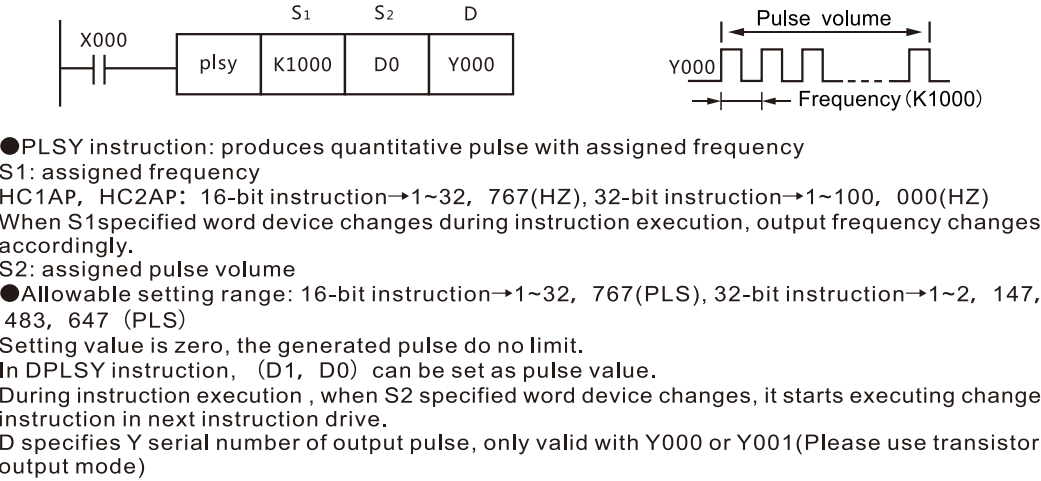 S1 S2 D
X000
plsy K1000 D0 Y000
Pulse volume
Y000
Frequency(K1000)
●PLSY instruction: produces quantitative pulse with assigned frequency
S1: assigned frequency
HC1AP, HC2AP: 16-bit instruction→1~32, 767(HZ), 32-bit instruction→1~100, 000(HZ)
When S1specified word device changes during instruction execution, output frequency changes
accordingly.
S2: assigned pulse volume
●Allowable setting range: 16-bit instruction→1~32, 767(PLS), 32-bit instruction→1~2, 147,
483, 647 (PLS)
Setting value is zero, the generated pulse do no limit.
In DPLSY instruction, (D1, D0) can be set as pulse value.
During instruction execution , when S2 specified word device changes, it starts executing change
instruction in next instruction drive.
D specifies Y serial number of output pulse, only valid with Y000 or Y001(Please use transistor
output mode)